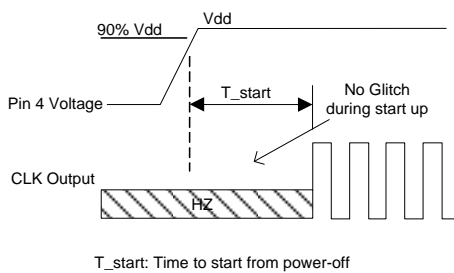 Vdd
90% Vdd
T_start
No Glitch
during start up
Pin 4 Voltage
CLK Output
HZ
T_start: Time to start from power-off